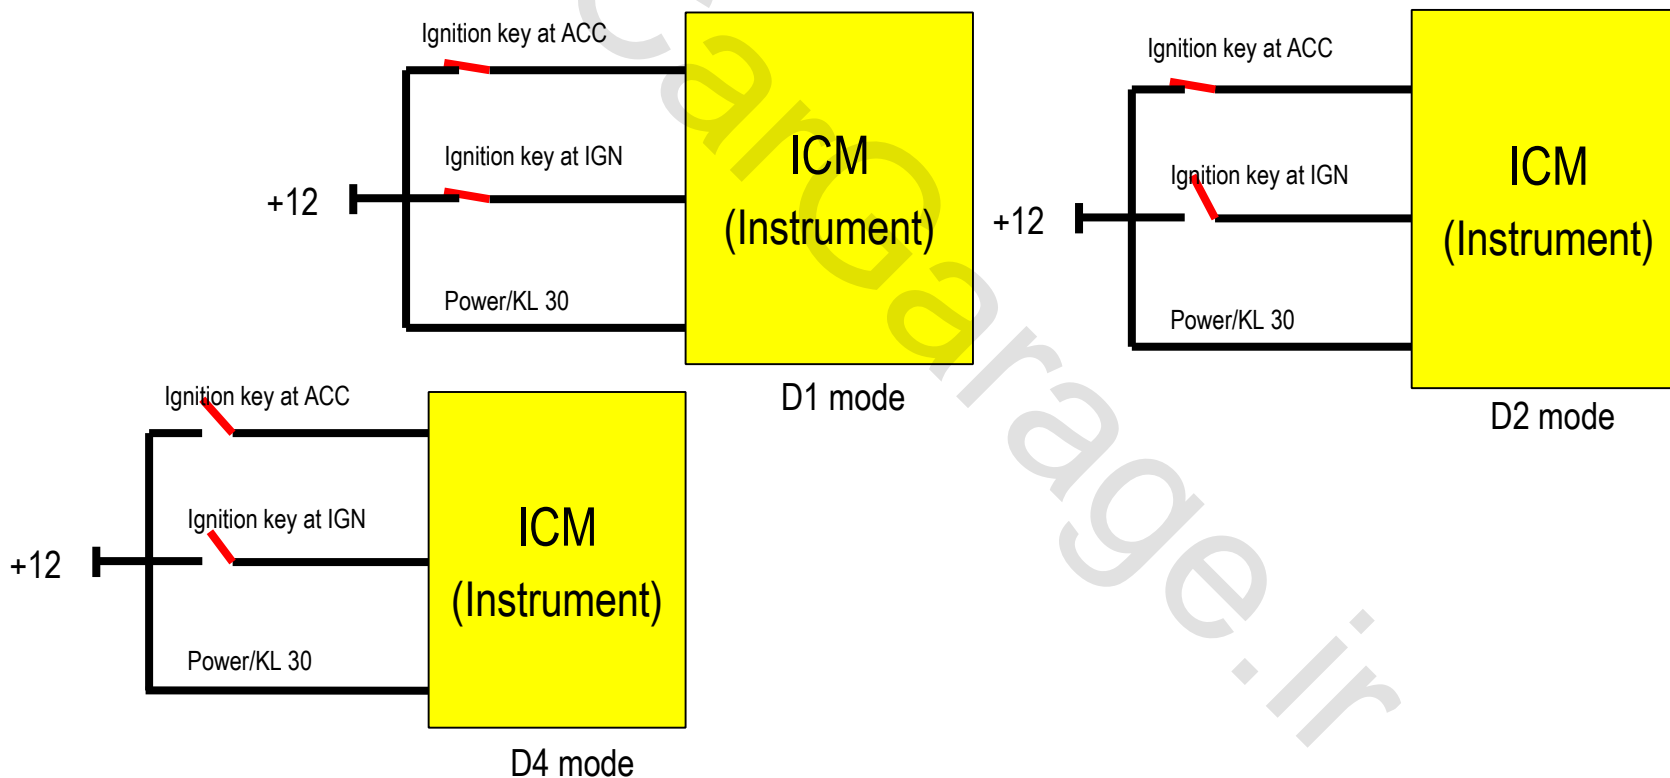 Ignition key at ACC
Ignition key at IGN
+12
Power/KL 30
ICM
(Instrument)
D1 mode
Ignition key at ACC
Ignition key at IGN
+12
Power/KL 30
ICM
(Instrument)
D2 mode
Ignition key at ACC
Ignition key at IGN
+12
Power/KL 30
ICM
(Instrument)
D4 mode
CarGarage.ir